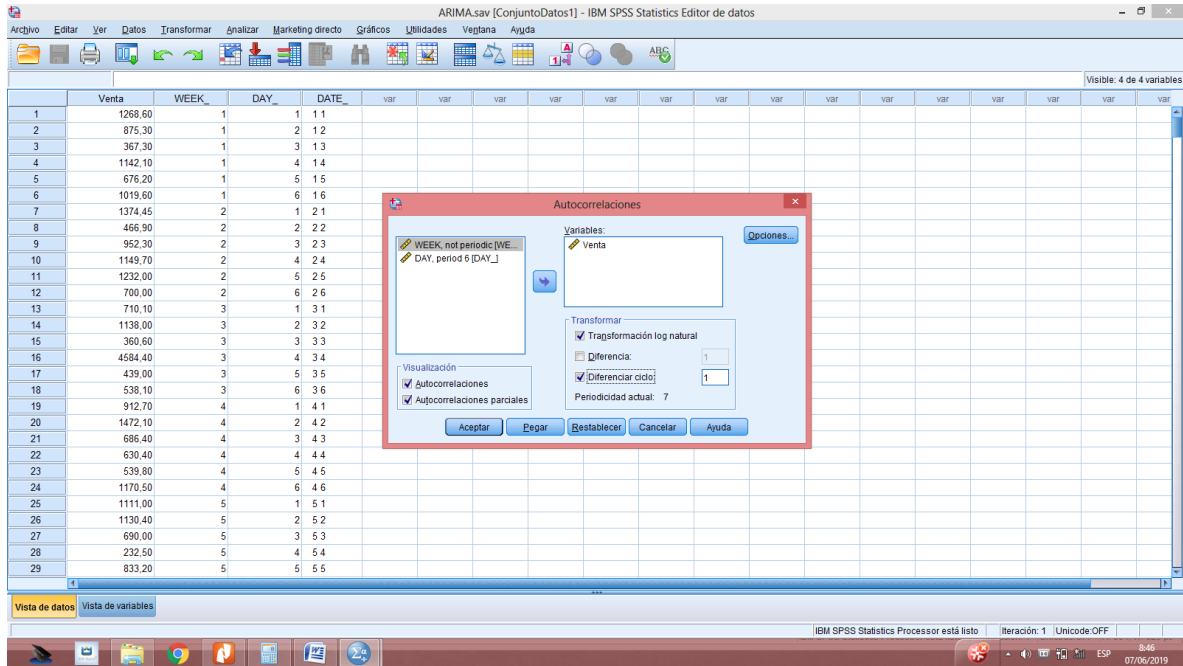 ARIMA.sav [ConjuntoDatos1] - IBM SPSS Statistics Editor de datos
Archivo Editar Ver Datos Transformar Analizar Marketing directo Gráficos Utilidades Ventana Ayuda
Visible: 4 de 4 variables
Venta WEEK_ DAY_ DATE_ var var var var var var var var var var var var var var var
1 1268,60 1 1 1 1
2 875,30 1 2 1 2
3 367,30 1 3 1 3
4 1142,10 1 4 1 4
5 676,20 1 5 1 5
6 1019,60 1 6 1 6
7 1374,45 2 1 2 1
8 466,90 2 2 2 2
9 952,30 2 3 2 3
10 1149,70 2 4 2 4
11 1232,00 2 5 2 5
12 700,00 2 6 2 6
13 710,10 3 1 3 1
14 1138,00 3 2 3 2
15 360,60 3 3 3 3
16 4584,40 3 4 3 4
17 439,00 3 5 3 5
18 538,10 3 6 3 6
19 912,70 4 1 4 1
20 1472,10 4 2 4 2
21 686,40 4 3 4 3
22 630,40 4 4 4 4
23 539,80 4 5 4 5
24 1170,50 4 6 4 6
25 1111,00 5 1 5 1
26 1130,40 5 2 5 2
27 690,00 5 3 5 3
28 232,50 5 4 5 4
29 833,20 5 5 5 5
Autocorrelaciones
Variables:
WEEK, not periodic [WE...
DAY, period 6 [DAY_]
Venta
Opciones...
Transformar
Transformación log natural
Diferencia: 1
Diferenciar ciclo: 1
Periodicidad actual: 7
Visualización
Autocorrelaciones
Autocorrelaciones parciales
Aceptar Pegar Restablecer Cancelar Ayuda
Vista de datos Vista de variables
IBM SPSS Statistics Processor está listo Iteración: 1 Unicode:OFF
ESP
8:46
07/06/2019